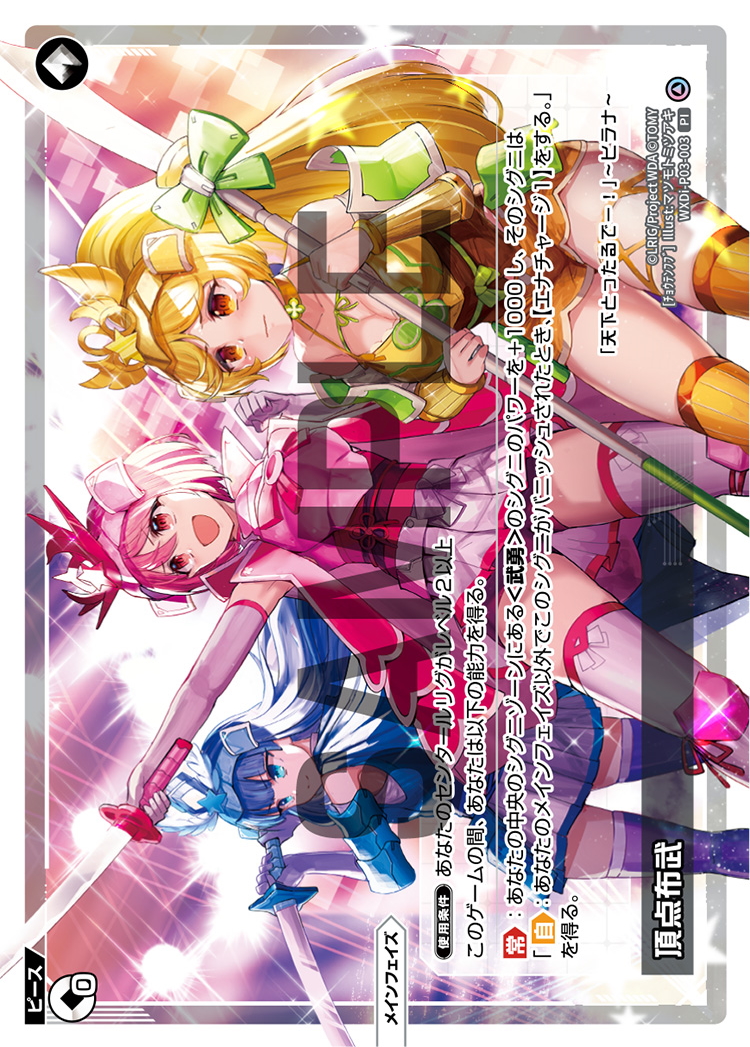 ピース
0
メインフェイズ
SAMPLE
使用条件 あなたのセンタールリグがレベル２以上
このゲームの間、あなたは以下の能力を得る。
常：あなたの中央のシグニゾーンにある＜武勇＞のシグニのパワーを＋1000し、そのシグニは
「自：あなたのメインフェイズ以外でこのシグニがバニッシュされたとき、【エナチャージ１】をする。」
を得る。
「天下とったるでー！」～ピラナ～
頂点布武
©LRIG/Project WDA ©TOMY
[ﾁｮｳﾃﾝﾌﾌﾞ] Illust:マツモトミツアキ
WXDi-P03-003 PI